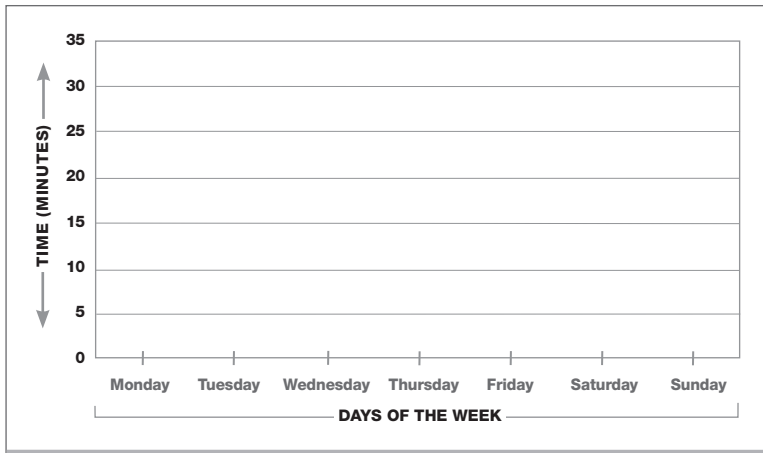 35
30
25
20
15
10
5
0
TIME (MINUTES)
Monday Tuesday Wednesday Thursday Friday Saturday Sunday
DAYS OF THE WEEK